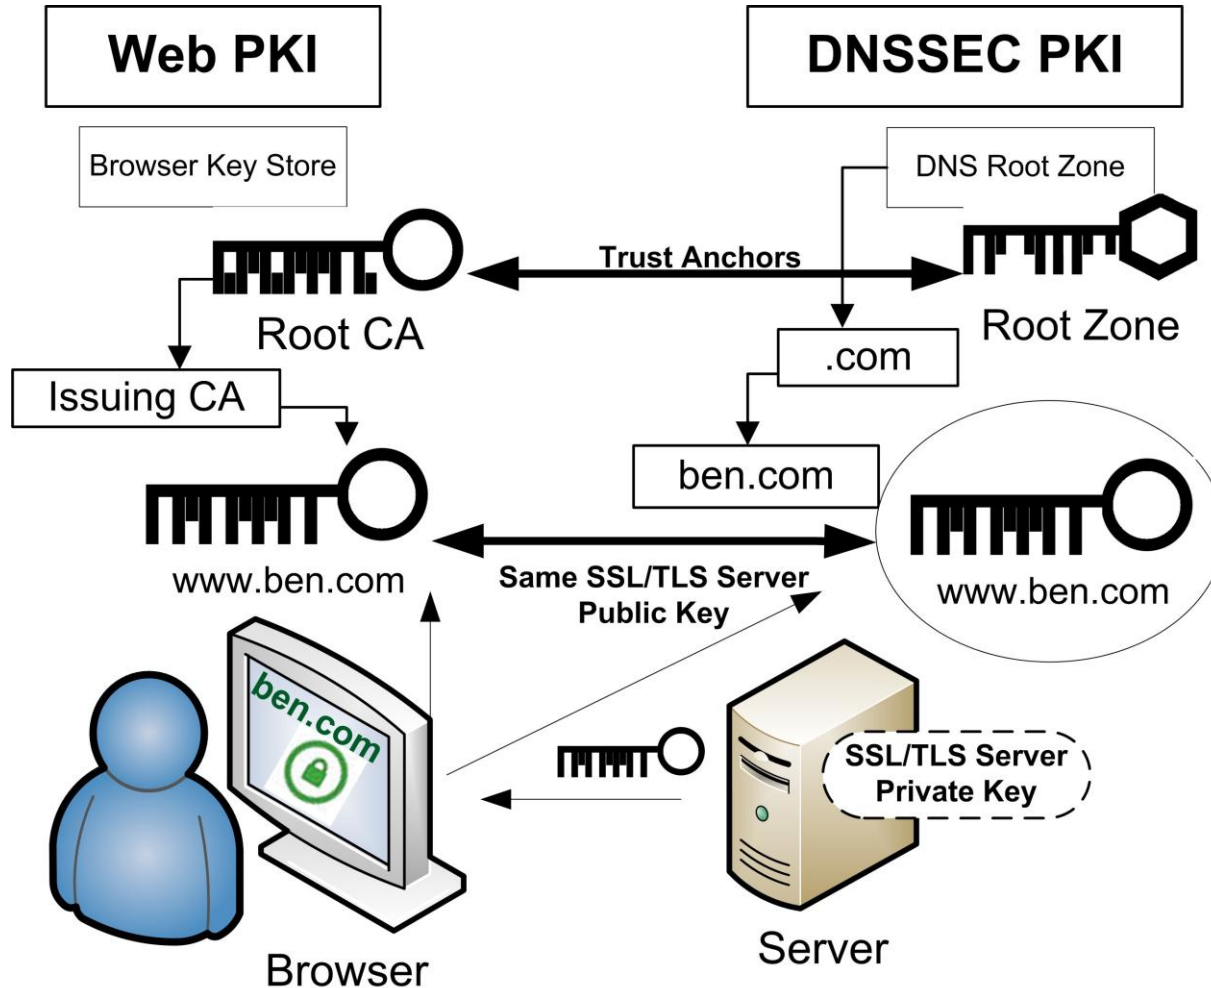 Web PKI
DNSSEC PKI
Browser Key Store
DNS Root Zone
Trust Anchors
Root CA
Root Zone
.com
Issuing CA
ben.com
www.ben.com
Same SSL/TLS Server
Public Key
www.ben.com
ben.com
SSL/TLS Server
Private Key
Server
Browser